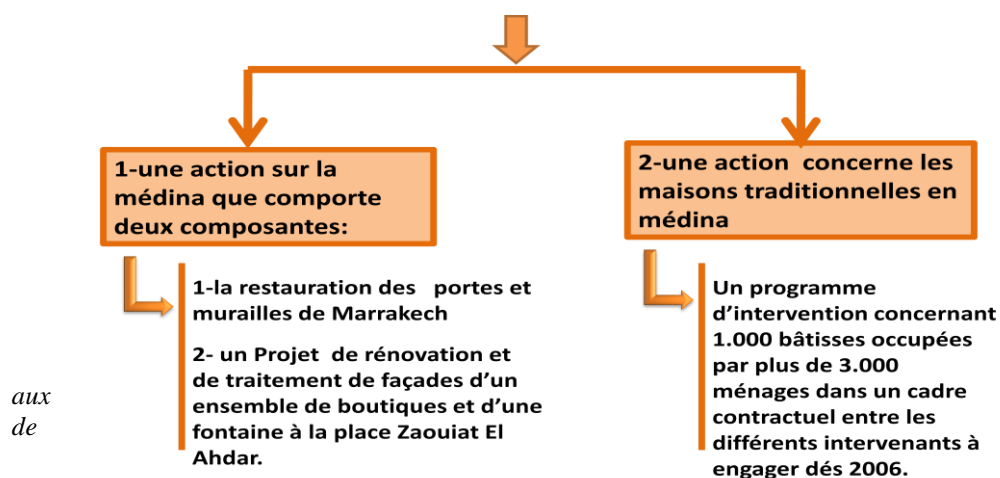 1-une action sur la
médina que comporte
deux composantes:
1-la restauration des portes et
murailles de Marrakech
2- un Projet de rénovation et
de traitement de façades d'un
ensemble de boutiques et d'une
fontaine à la place Zaouiat El
Ahdar.
2-une action concerne les
maisons traditionnelles en
médina
Un programme
d'intervention concernant
1.000 bâtisses occupées
par plus de 3.000
ménages dans un cadre
contractuel entre les
différents intervenants à
engager dés 2006.
aux
de